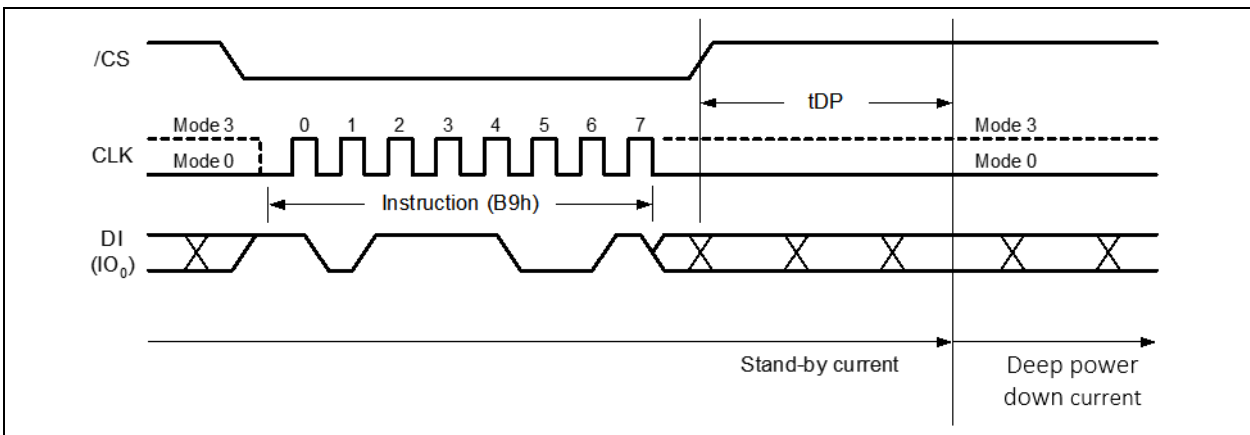 /CS
tDP
Mode 3
0 1 2 3 4 5 6 7
Mode 3
CLK
Mode 0
Mode 0
Instruction (B9h)
DI
(IO0)
Stand-by current
Deep power
down current